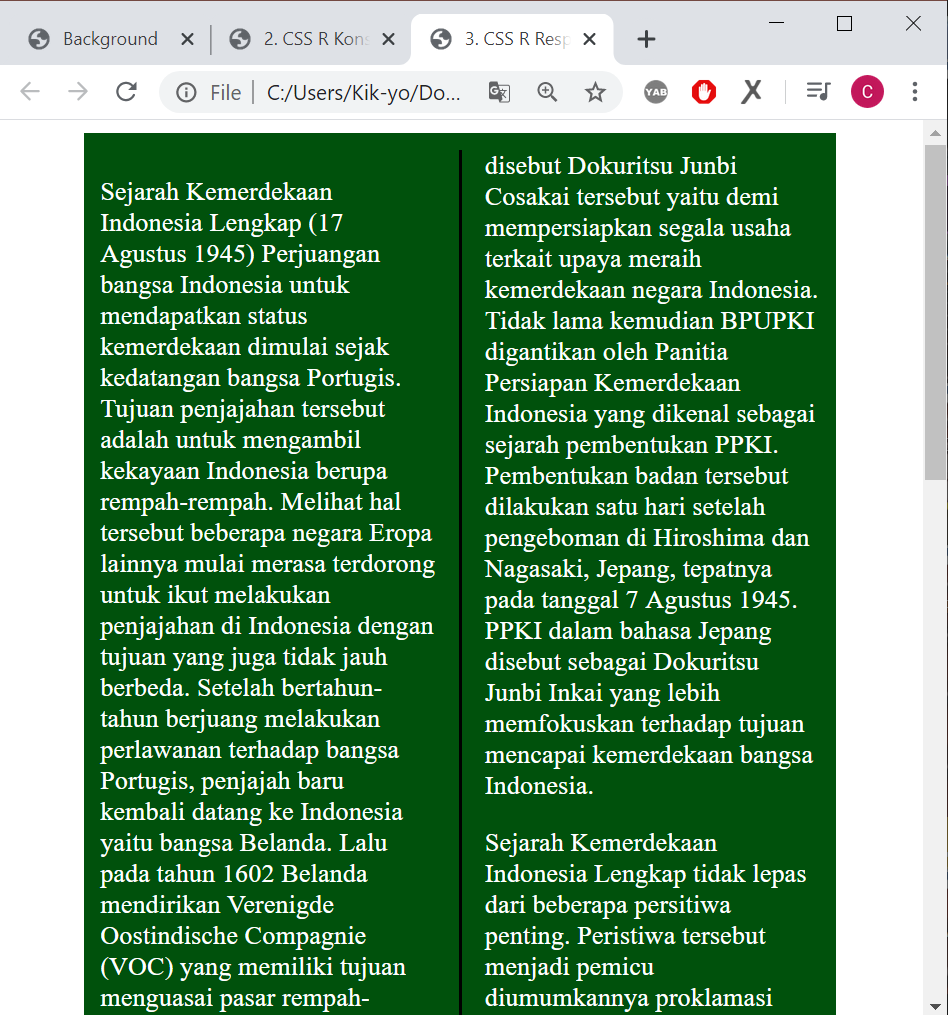 Background
2. CSS R Kons
3. CSS R Resp
File
C:/Users/Kik-yo/Do...
YAB
C
Sejarah Kemerdekaan
Indonesia Lengkap (17
Agustus 1945) Perjuangan
bangsa Indonesia untuk
mendapatkan status
kemerdekaan dimulai sejak
kedatangan bangsa Portugis.
Tujuan penjajahan tersebut
adalah untuk mengambil
kekayaan Indonesia berupa
rempah-rempah. Melihat hal
tersebut beberapa negara Eropa
lainnya mulai merasa terdorong
untuk ikut melakukan
penjajahan di Indonesia dengan
tujuan yang juga tidak jauh
berbeda. Setelah bertahun-
tahun berjuang melakukan
perlawanan terhadap bangsa
Portugis, penjajah baru
kembali datang ke Indonesia
yaitu bangsa Belanda. Lalu
pada tahun 1602 Belanda
mendirikan Verenigde
Oostindische Compagnie
(VOC) yang memiliki tujuan
menguasai pasar rempah-
disebut Dokuritsu Junbi
Cosakai tersebut yaitu demi
mempersiapkan segala usaha
terkait upaya meraih
kemerdekaan negara Indonesia.
Tidak lama kemudian BPUPKI
digantikan oleh Panitia
Persiapan Kemerdekaan
Indonesia yang dikenal sebagai
sejarah pembentukan PPKI.
Pembentukan badan tersebut
dilakukan satu hari setelah
pengeboman di Hiroshima dan
Nagasaki, Jepang, tepatnya
pada tanggal 7 Agustus 1945.
PPKI dalam bahasa Jepang
disebut sebagai Dokuritsu
Junbi Inkai yang lebih
memfokuskan terhadap tujuan
mencapai kemerdekaan bangsa
Indonesia.
Sejarah Kemerdekaan
Indonesia Lengkap tidak lepas
dari beberapa persitiwa
penting. Peristiwa tersebut
menjadi pemicu
diumumkannya proklamasi